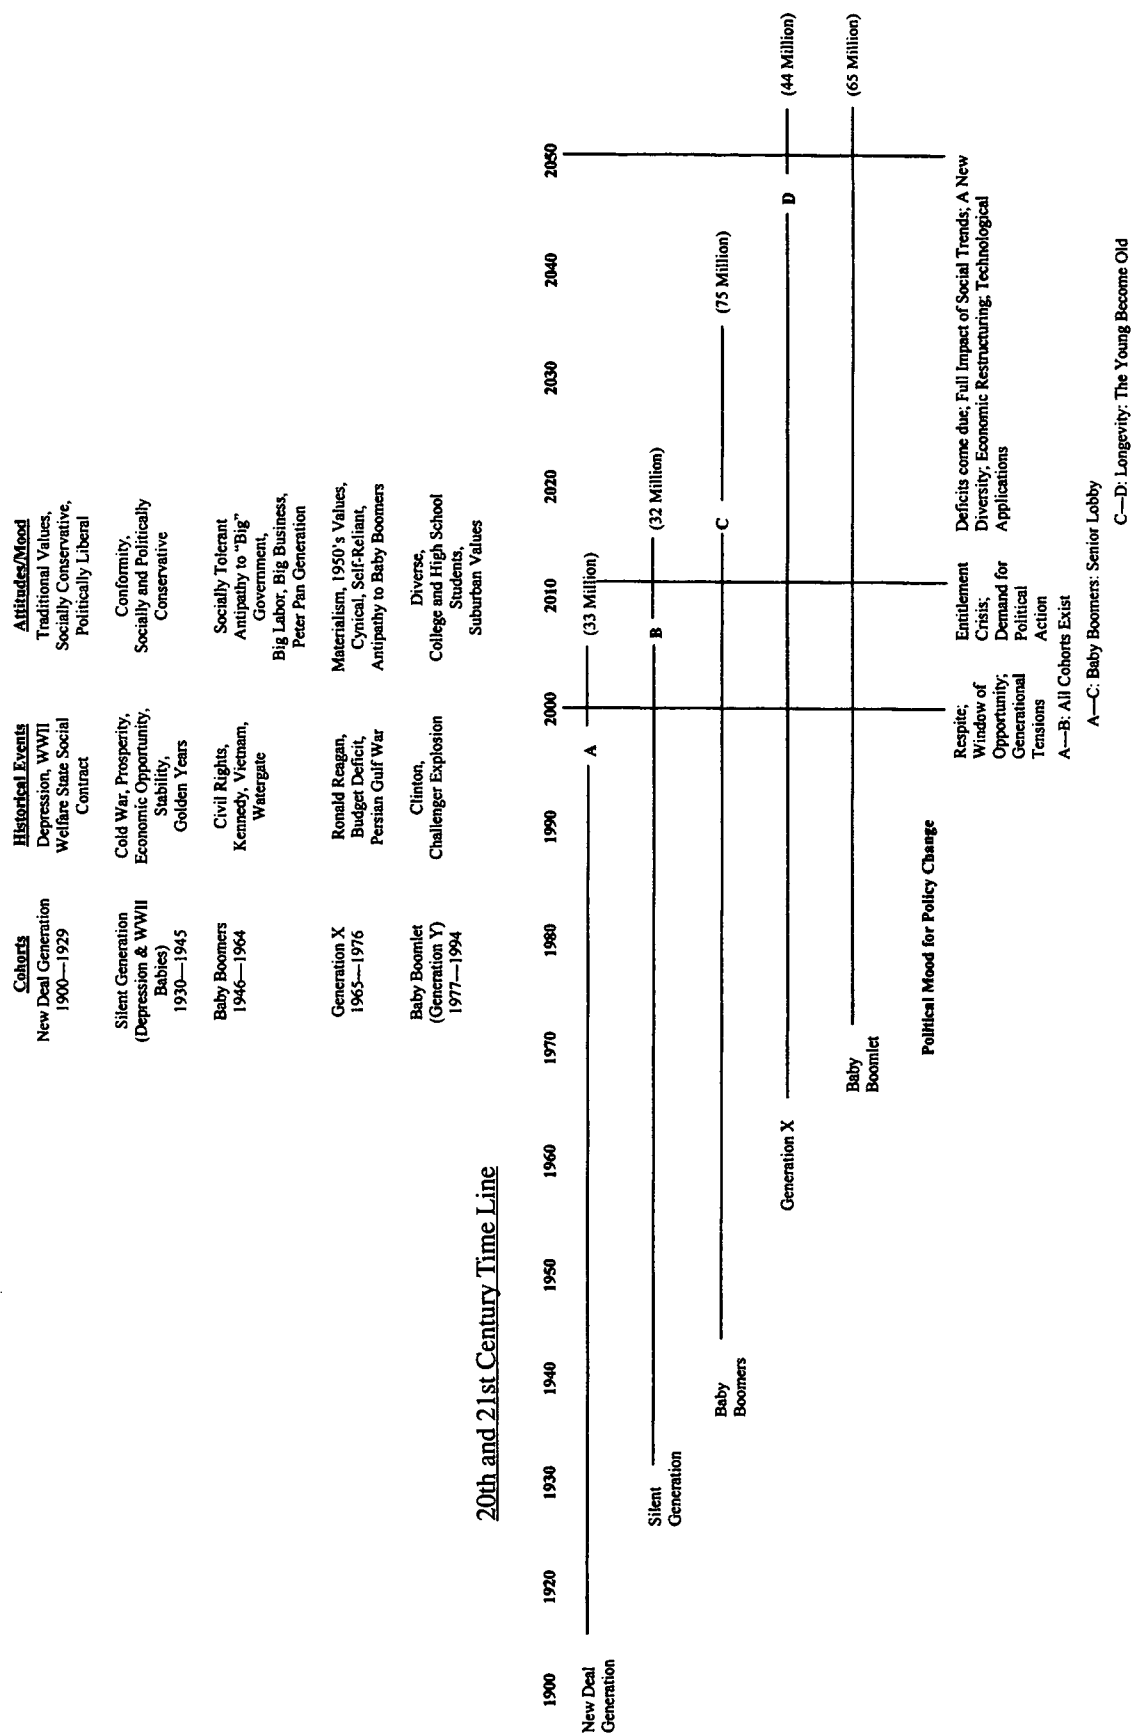 Cohorts
Historical Events
Attitudes/Mood
New Deal Generation
1900—1929
Depression, WWII
Welfare State Social
Contract
Traditional Values,
Socially Conservative,
Politically Liberal
Silent Generation
(Depression & WWII
Babies)
1930—1945
Cold War, Prosperity,
Economic Opportunity,
Stability,
Golden Years
Conformity,
Socially and Politically
Conservative
Baby Boomers
1946—1964
Civil Rights,
Kennedy, Vietnam,
Watergate
Socially Tolerant
Antipathy to "Big"
Government,
Big Labor, Big Business,
Peter Pan Generation
Generation X
1965—1976
Ronald Reagan,
Budget Deficit,
Persian Gulf War
Materialism, 1950's Values,
Cynical, Self-Reliant,
Antipathy to Baby Boomers
Baby Boomlet
(Generation Y)
1977—1994
Clinton,
Challenger Explosion
Diverse,
College and High School
Students,
Suburban Values
20th and 21st Century Time Line
1900 1920 1930 1940 1950 1960 1970 1980 1990 2000 2010 2020 2030 2040 2050
New Deal
Generation
A
(33 Million)
Silent
Generation
B
(32 Million)
Baby
Boomers
C
(75 Million)
Generation X
D
(44 Million)
Baby
Boomlet
(65 Million)
Political Mood for Policy Change
Respite;
Window of
Opportunity;
Generational
Tensions
Entitlement
Crisis;
Demand for
Political
Action
Deficits come due; Full Impact of Social Trends; A New
Diversity; Economic Restructuring; Technological
Applications
A—B: All Cohorts Exist
A—C: Baby Boomers: Senior Lobby
C—D: Longevity: The Young Become Old